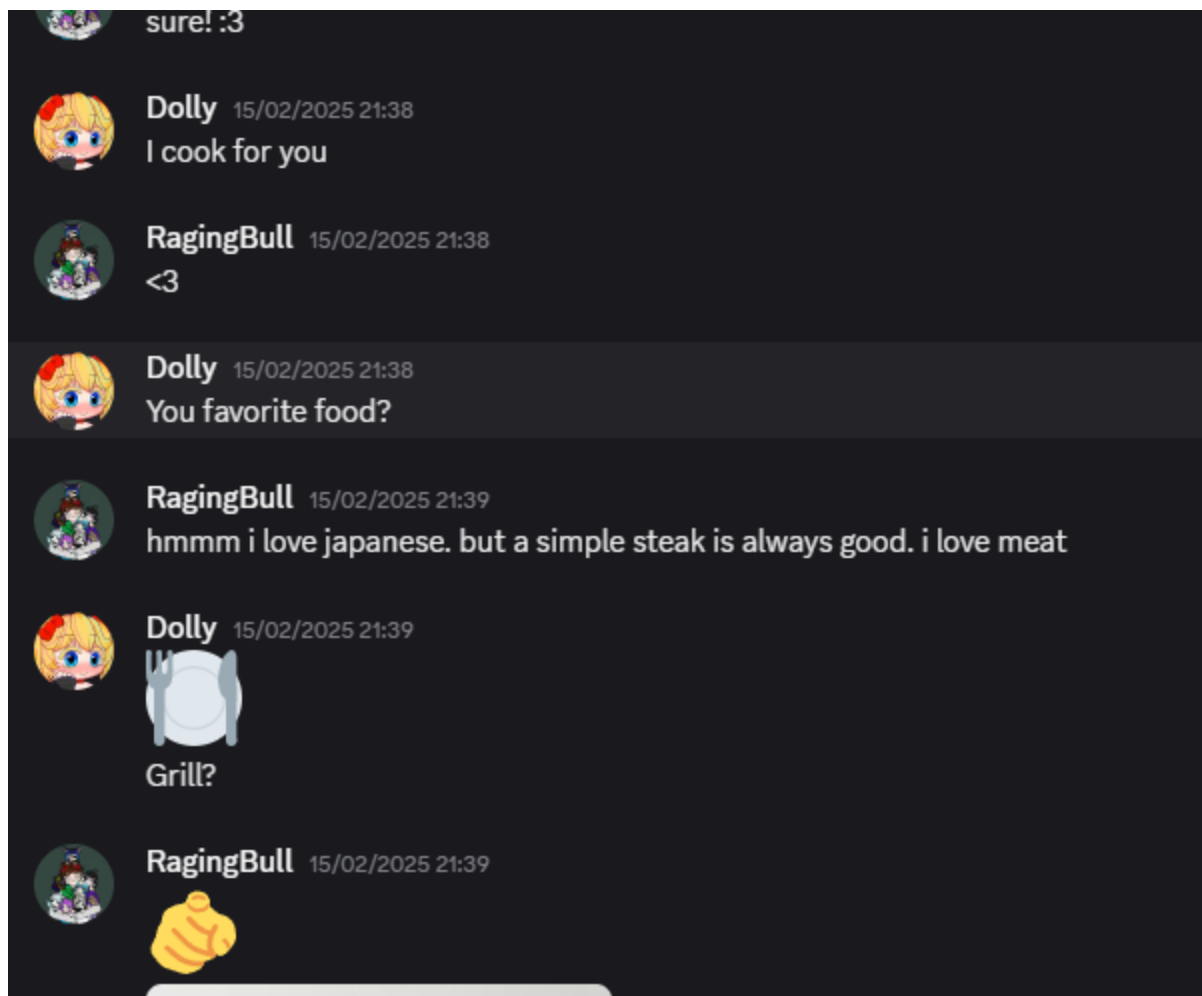 sure! :3
Dolly 15/02/2025 21:38
I cook for you
RagingBull 15/02/2025 21:38
<3
Dolly 15/02/2025 21:38
You favorite food?
RagingBull 15/02/2025 21:39
hmmm i love japanese. but a simple steak is always good. i love meat
Dolly 15/02/2025 21:39
Grill?
RagingBull 15/02/2025 21:39